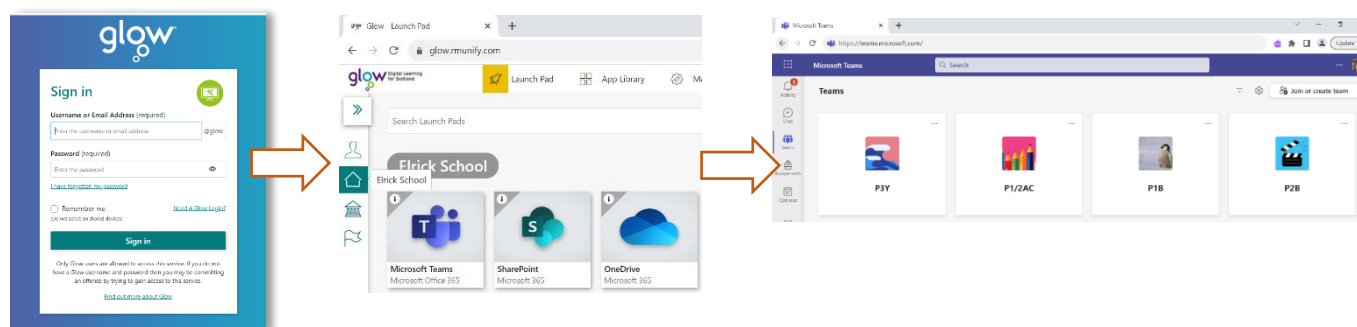 glow
Sign in
Username or Email Address (required)
Enter the username or email address
@glow
Password (required)
Enter the password
I have forgotten my password
Remember me
Need a Glow Login?
(Do not select on shared devices)
Sign in
Only Glow users are allowed to access this service. If you do not
have a Glow username and password then you may be committing
an offence by trying to gain access to this service.
Find out more about Glow
Glow Launch Pad
glow.rmunify.com
glow Digital Learning
for Scotland
Launch Pad
App Library
Search Launch Pads
Elrick School
Elrick School
Microsoft Teams
Microsoft Office 365
SharePoint
Microsoft 365
OneDrive
Microsoft 365
Microsoft Teams
https://teams.microsoft.com/
Update
Microsoft Teams
Search
Activity
Teams
Join or create team
Chat
Teams
Assignments
Calendar
P3Y
P1/2AC
P1B
P2B